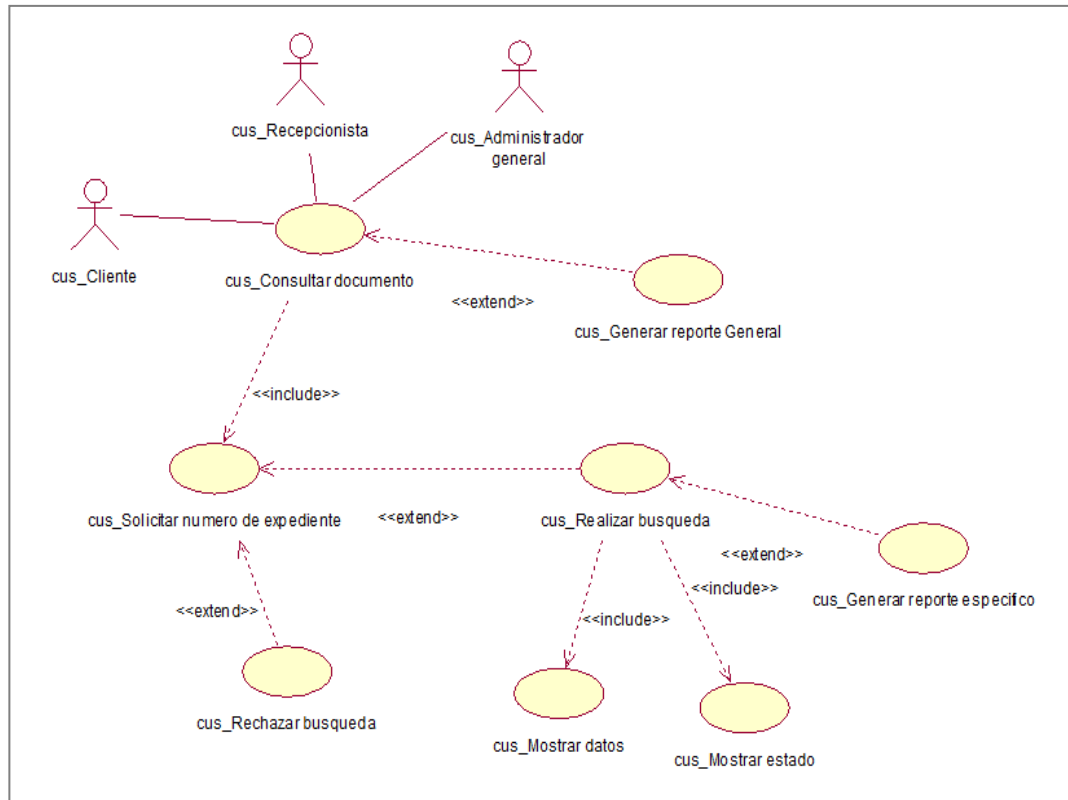 cus_Recepcionista
cus_Administrador
general
cus_Cliente
cus_Consultar documento
<<extend>>
cus_Generar reporte General
<<include>>
cus_Solicitar numero de expediente
<<extend>>
cus_Realizar busqueda
<<extend>>
<<include>>
cus_Generar reporte especifico
<<extend>>
<<include>>
cus_Rechazar busqueda
cus_Mostrar datos
cus_Mostrar estado